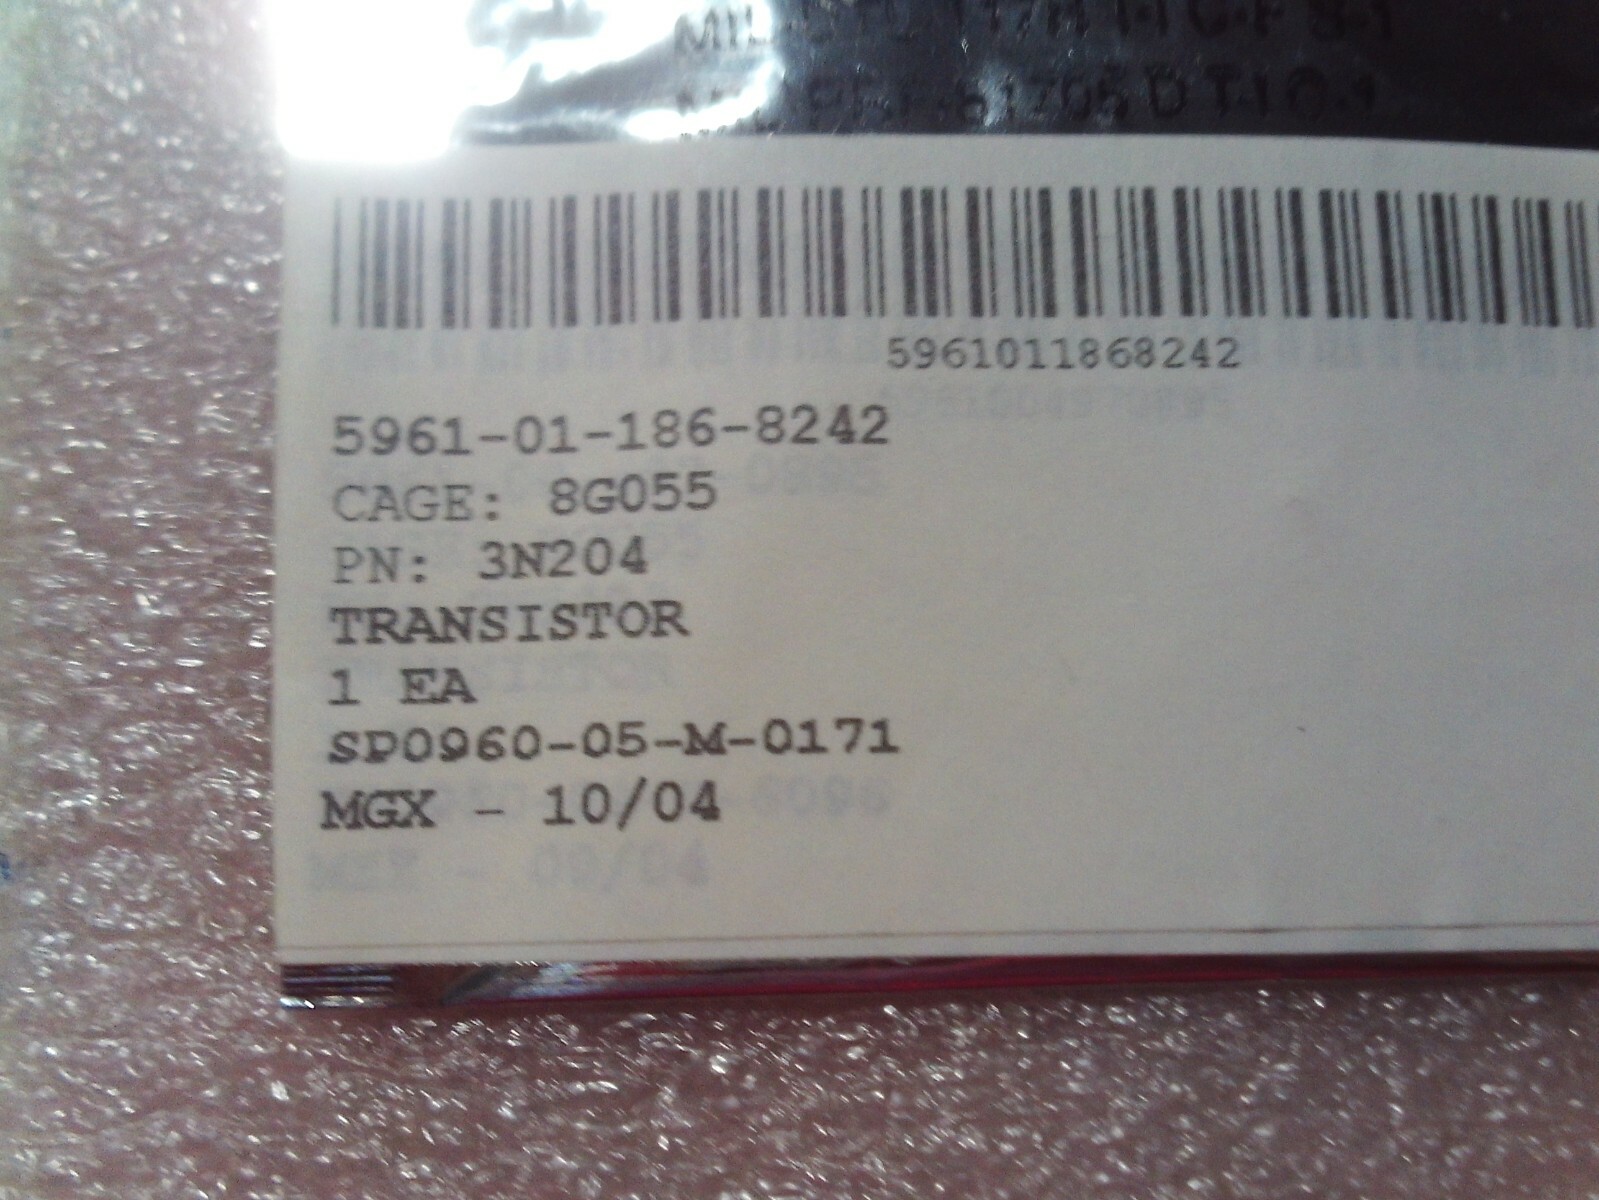 5961011868242
5961-01-186-8242
CAGE: 8G055
PN: 3N204
TRANSISTOR
1 EA
SP0960-05-M-0171
MGX - 10/04